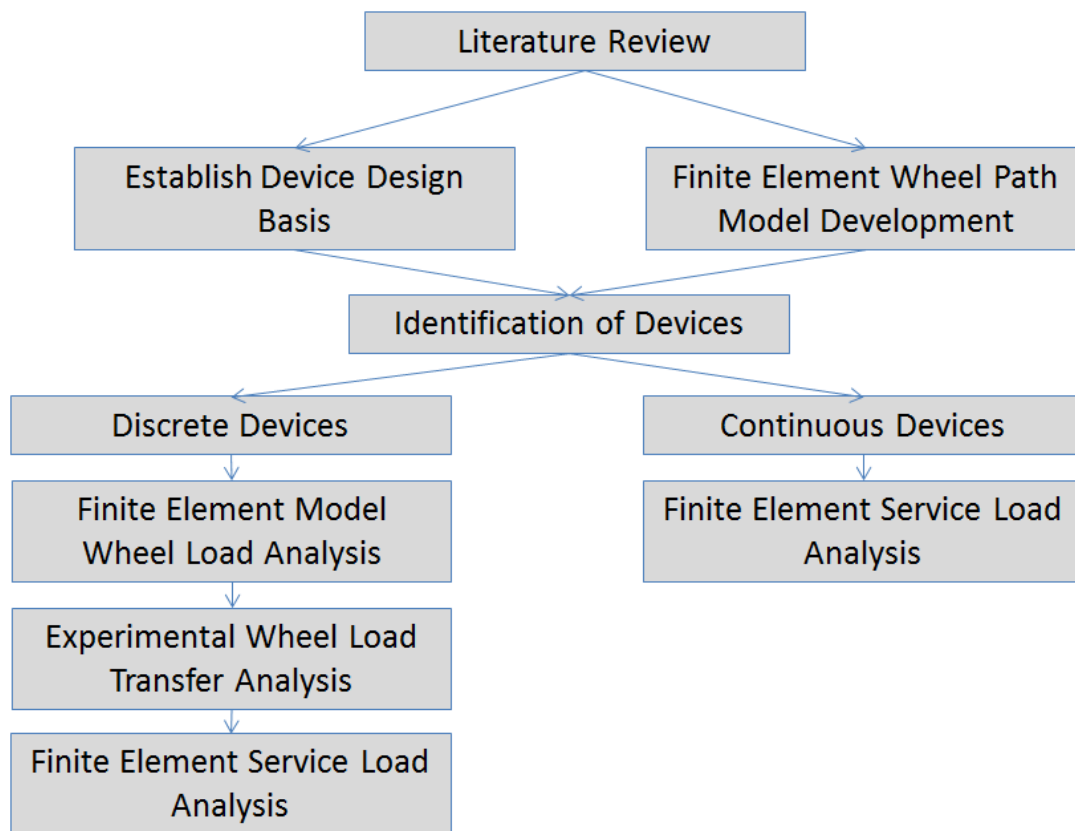 Literature Review
Establish Device Design
Basis
Finite Element Wheel Path
Model Development
Identification of Devices
Discrete Devices
Continuous Devices
Finite Element Model
Wheel Load Analysis
Finite Element Service Load
Analysis
Experimental Wheel Load
Transfer Analysis
Finite Element Service Load
Analysis